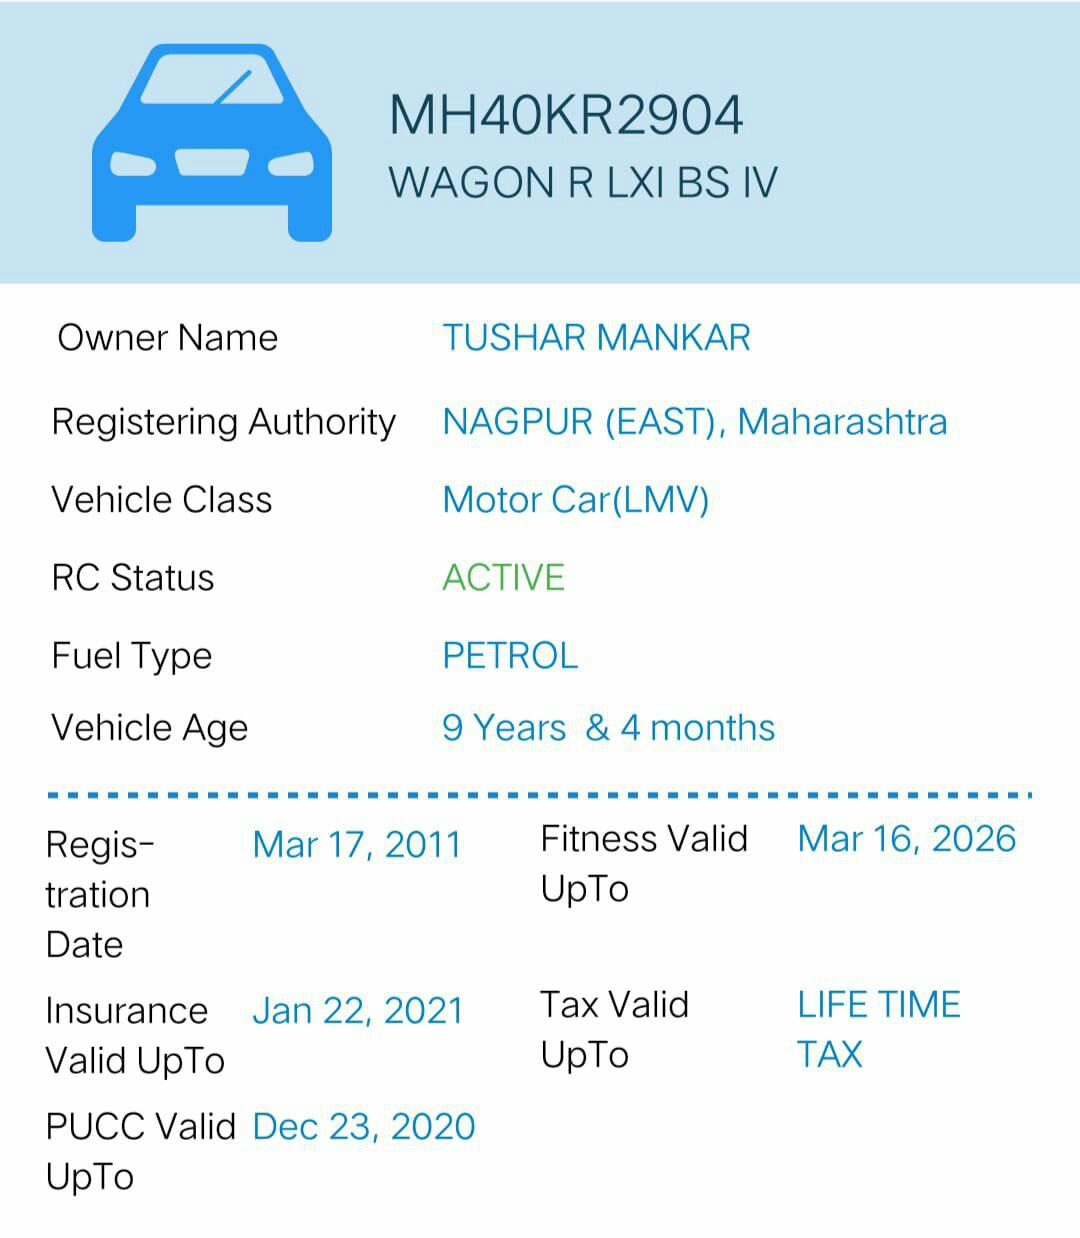 MH40KR2904
WAGON R LXI BS IV
Owner Name TUSHAR MANKAR
Registering Authority NAGPUR (EAST), Maharashtra
Vehicle Class Motor Car(LMV)
RC Status ACTIVE
Fuel Type PETROL
Vehicle Age 9 Years & 4 months
Regis-
tration
Date
Mar 17, 2011
Fitness Valid
UpTo
Mar 16, 2026
Insurance
Valid UpTo
Jan 22, 2021
Tax Valid
UpTo
LIFE TIME
TAX
PUCC Valid
UpTo
Dec 23, 2020